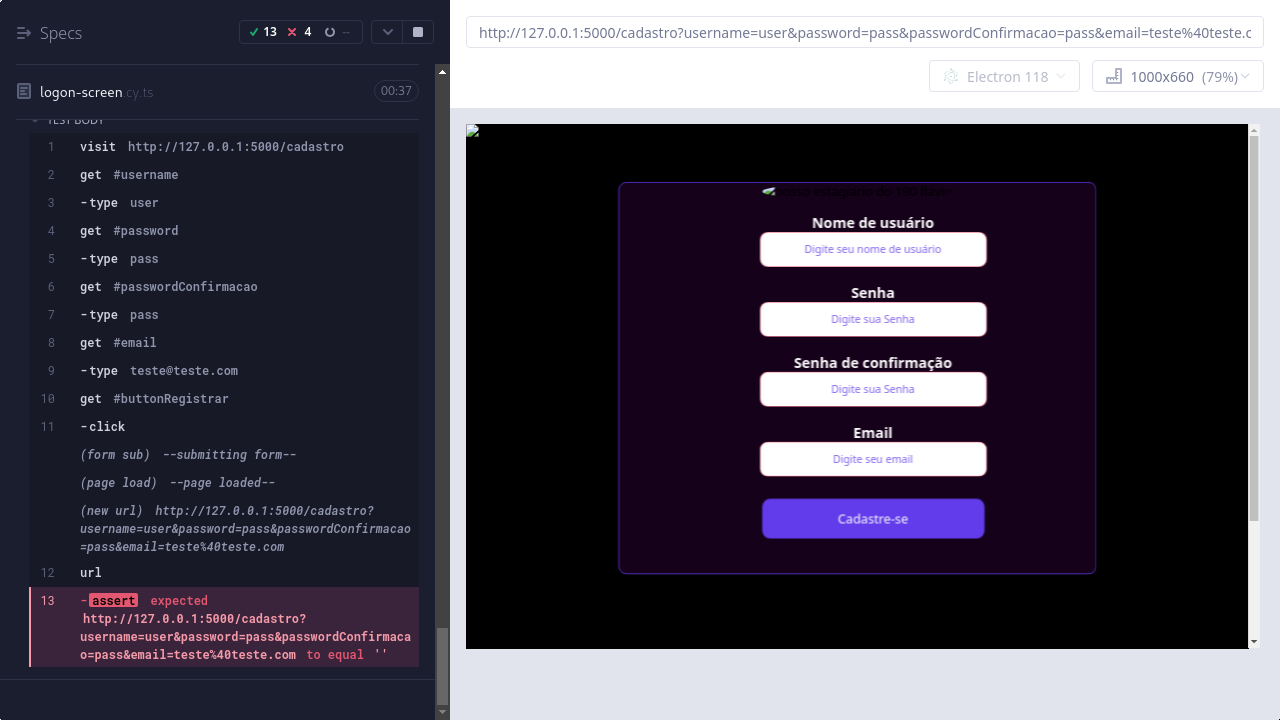 Specs
13
4
--
logon-screen.cy.ts
00:37
TEST BODY
1 visit http://127.0.0.1:5000/cadastro
2 get #username
3 -type user
4 get #password
5 -type pass
6 get #passwordConfirmacao
7 -type pass
8 get #email
9 -type teste@teste.com
10 get #buttonRegistrar
11 -click
(form sub) --submitting form--
(page load) --page loaded--
(new url) http://127.0.0.1:5000/cadastro?
username=user&password=pass&passwordConfirmacao
=pass&email=teste%40teste.com
12 url
13 -assert expected
http://127.0.0.1:5000/cadastro?
username=user&password=pass&passwordConfirmaca
o=pass&email=teste%40teste.com to equal ''
http://127.0.0.1:5000/cadastro?username=user&password=pass&passwordConfirmacao=pass&email=teste%40teste.c
Electron 118
1000x660 (79%)
Nome de usuário
Digite seu nome de usuário
Senha
Digite sua Senha
Senha de confirmação
Digite sua Senha
Email
Digite seu email
Cadastre-se